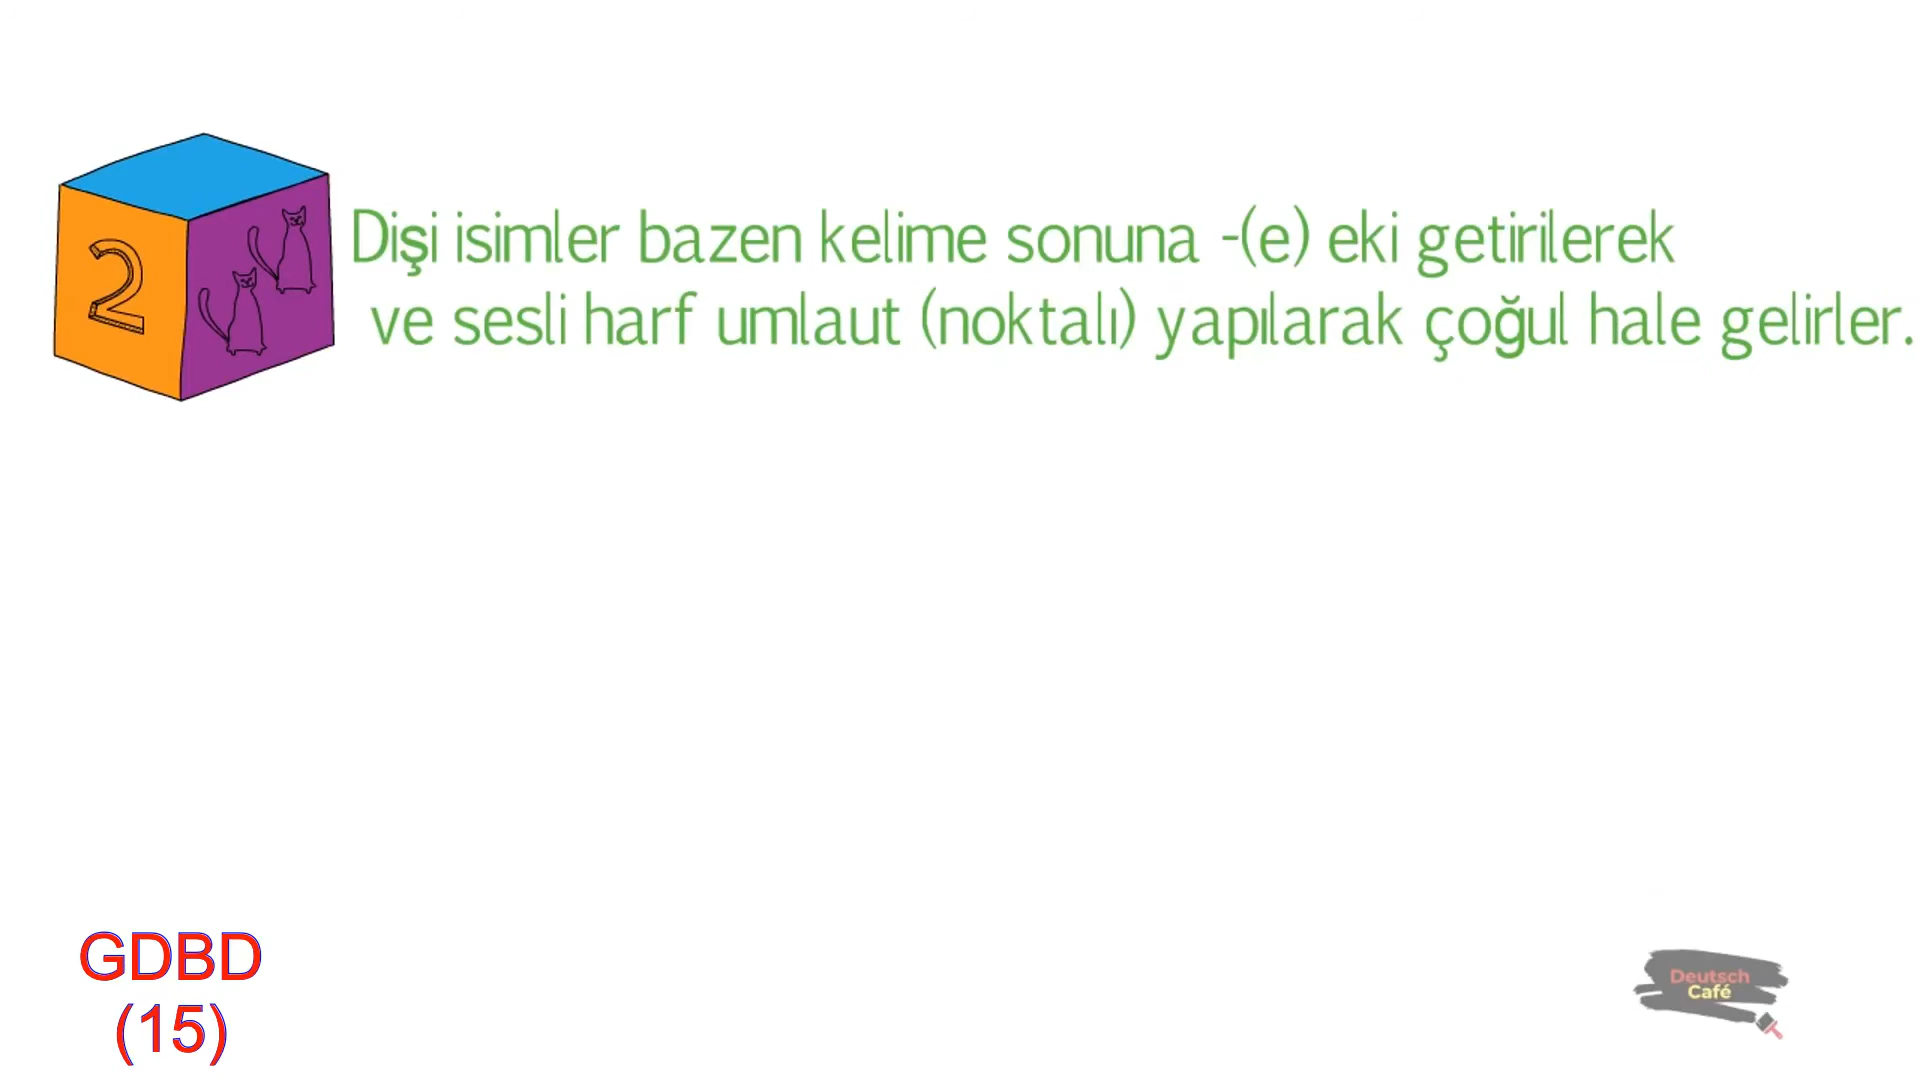 2
Dişi isimler bazen kelime sonuna -(e) eki getirilerek
ve sesli harf umlaut (noktalı) yapılarak çoğul hale gelirler.
GDBD
(15)
Deutsch
Café